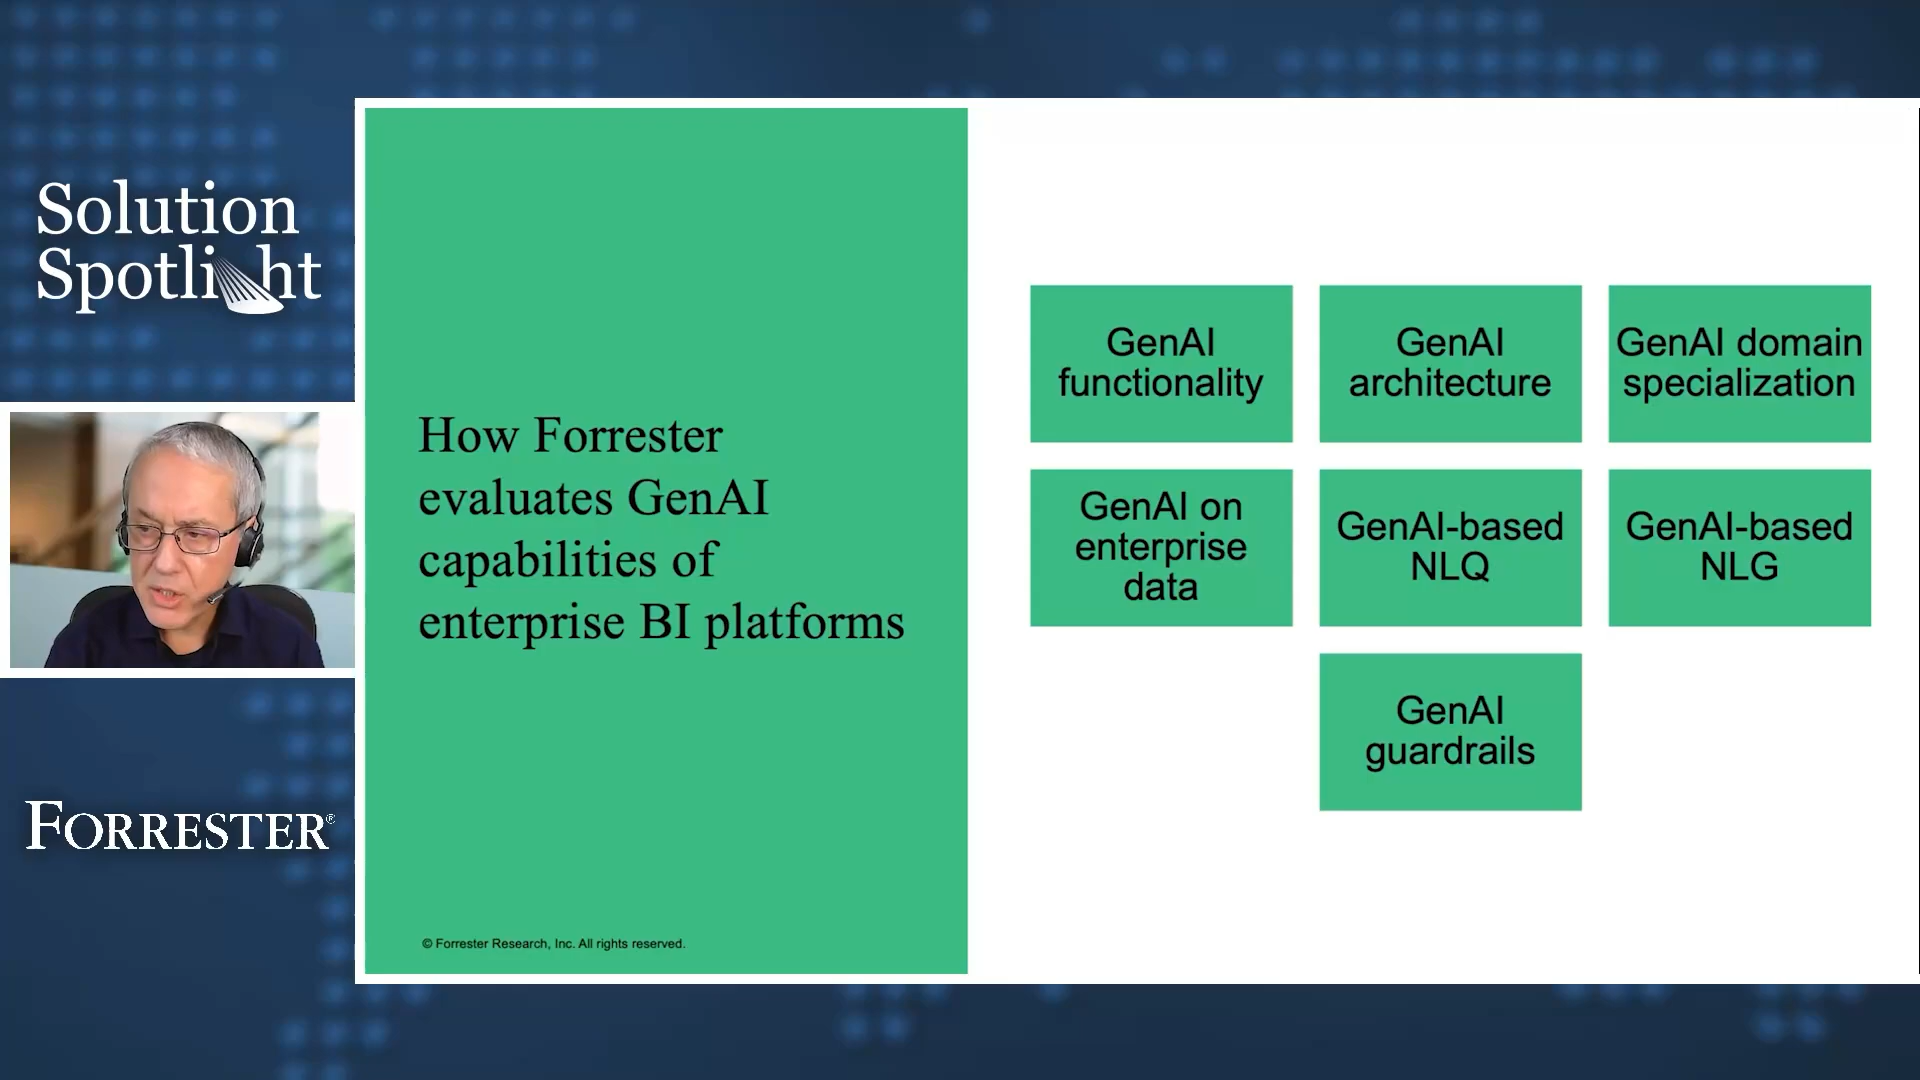 Solution
Spotlight
FORRESTER®
How Forrester
evaluates GenAI
capabilities of
enterprise BI platforms
© Forrester Research, Inc. All rights reserved.
GenAI
functionality
GenAI
architecture
GenAI domain
specialization
GenAI on
enterprise
data
GenAI-based
NLQ
GenAI-based
NLG
GenAI
guardrails